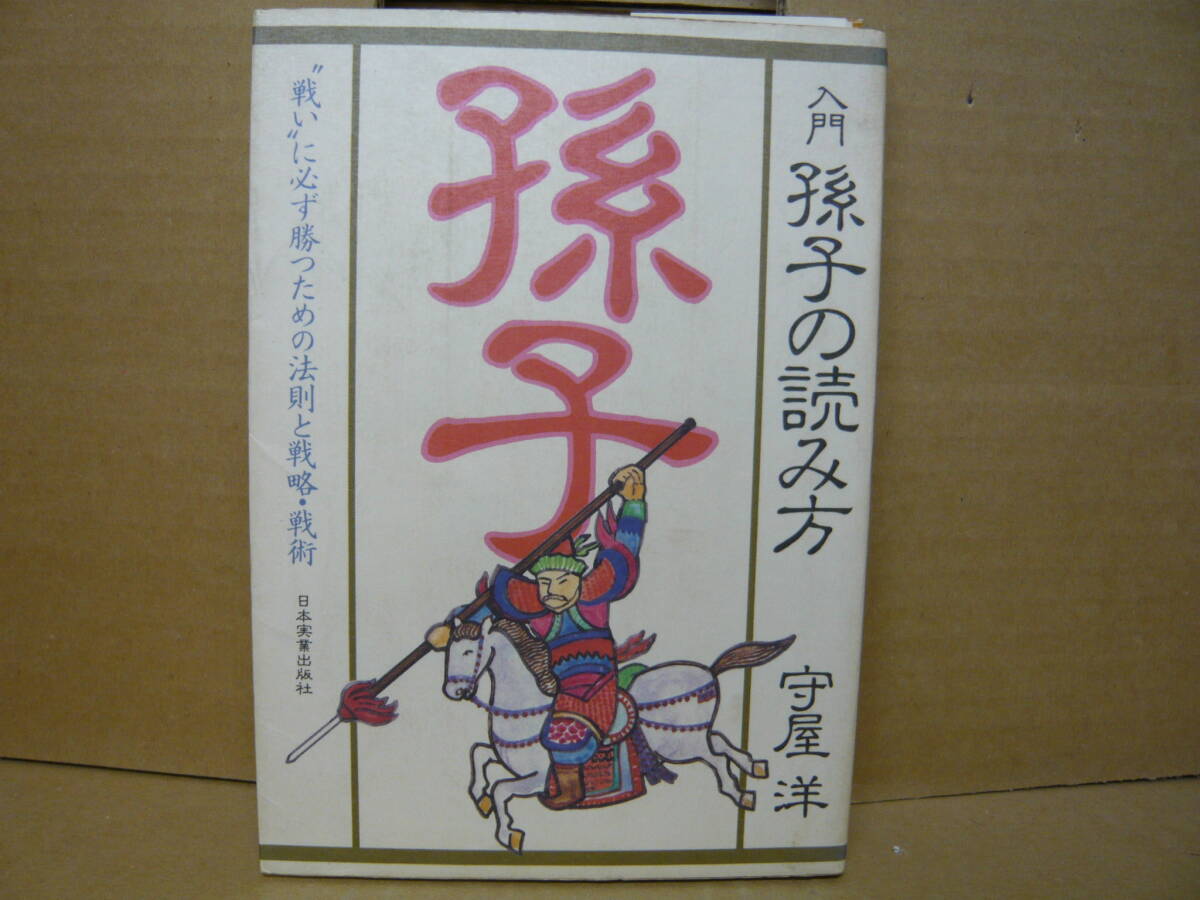 入門 孫子の読み方
守屋 洋
孫子
“戦い”に必ず勝つための法則と戦略・戦術
日本実業出版社